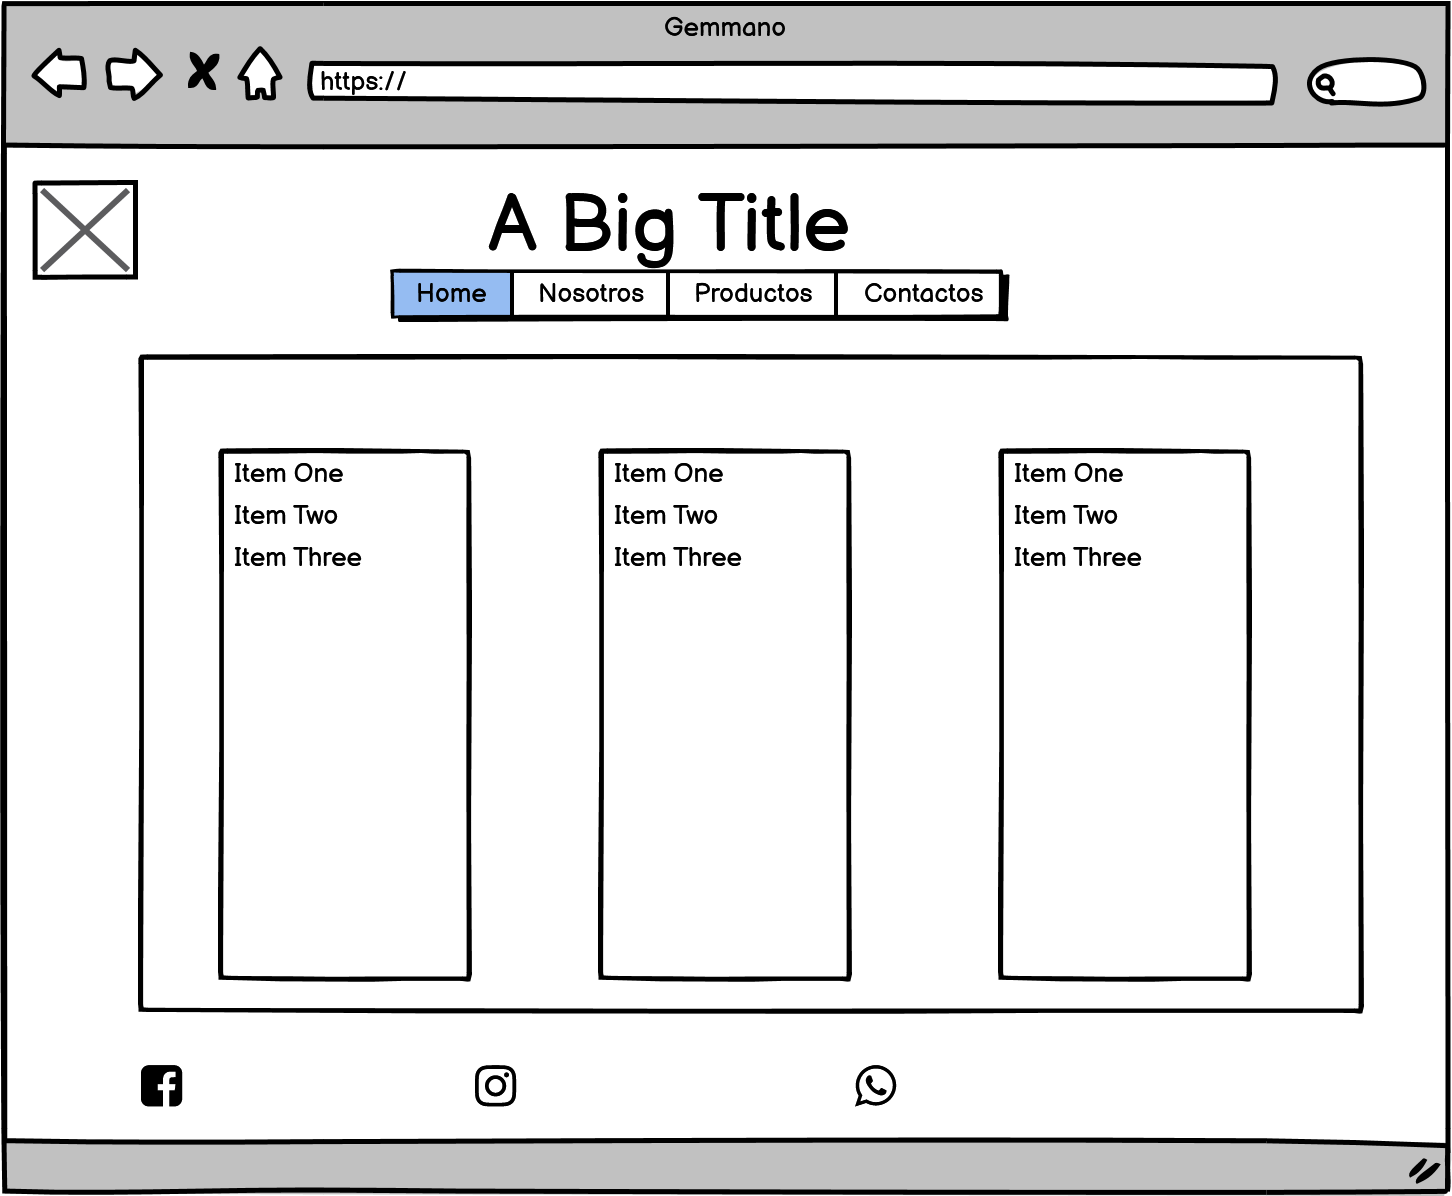 Gemmano
https://
A Big Title
Home Nosotros Productos Contactos
Item One
Item Two
Item Three
Item One
Item Two
Item Three
Item One
Item Two
Item Three